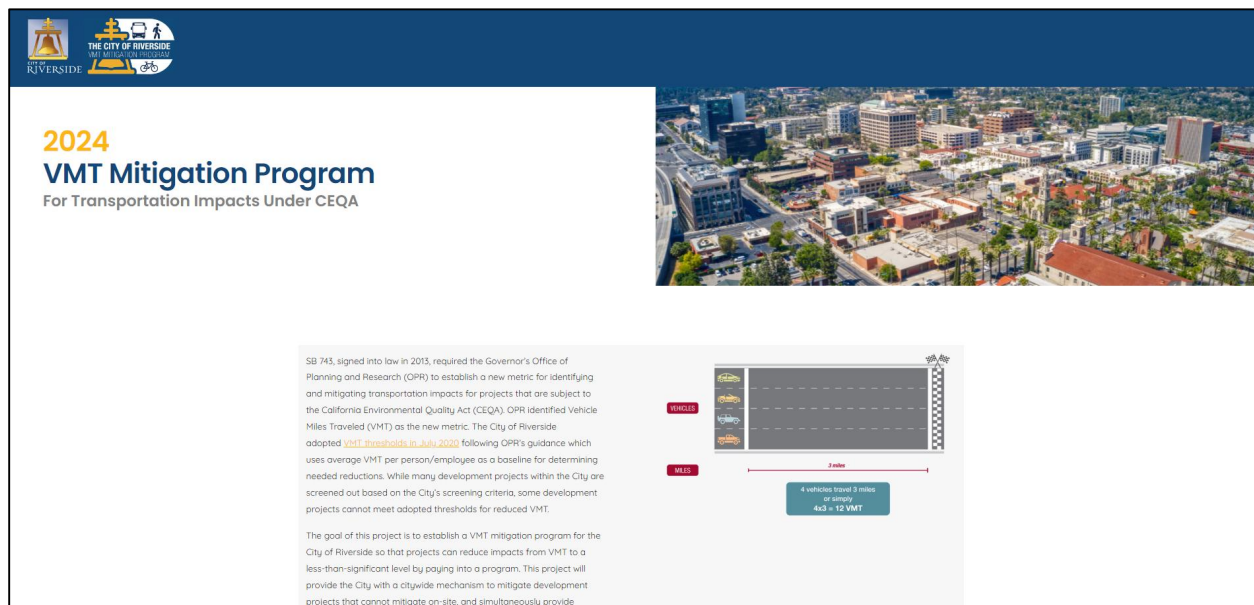 CITY OF
RIVERSIDE
THE CITY OF RIVERSIDE
VMT MITIGATION PROGRAM
2024
VMT Mitigation Program
For Transportation Impacts Under CEQA
SB 743, signed into law in 2013, required the Governor's Office of
Planning and Research (OPR) to establish a new metric for identifying
and mitigating transportation impacts for projects that are subject to
the California Environmental Quality Act (CEQA). OPR identified Vehicle
Miles Traveled (VMT) as the new metric. The City of Riverside
adopted VMT thresholds in July 2020 following OPR's guidance which
uses average VMT per person/employee as a baseline for determining
needed reductions. While many development projects within the City are
screened out based on the City's screening criteria, some development
projects cannot meet adopted thresholds for reduced VMT.
The goal of this project is to establish a VMT mitigation program for the
City of Riverside so that projects can reduce impacts from VMT to a
less-than-significant level by paying into a program. This project will
provide the City with a citywide mechanism to mitigate development
projects that cannot mitigate on-site, and simultaneously provide
VEHICLES
MILES
3 miles
4 vehicles travel 3 miles
or simply
4x3 = 12 VMT